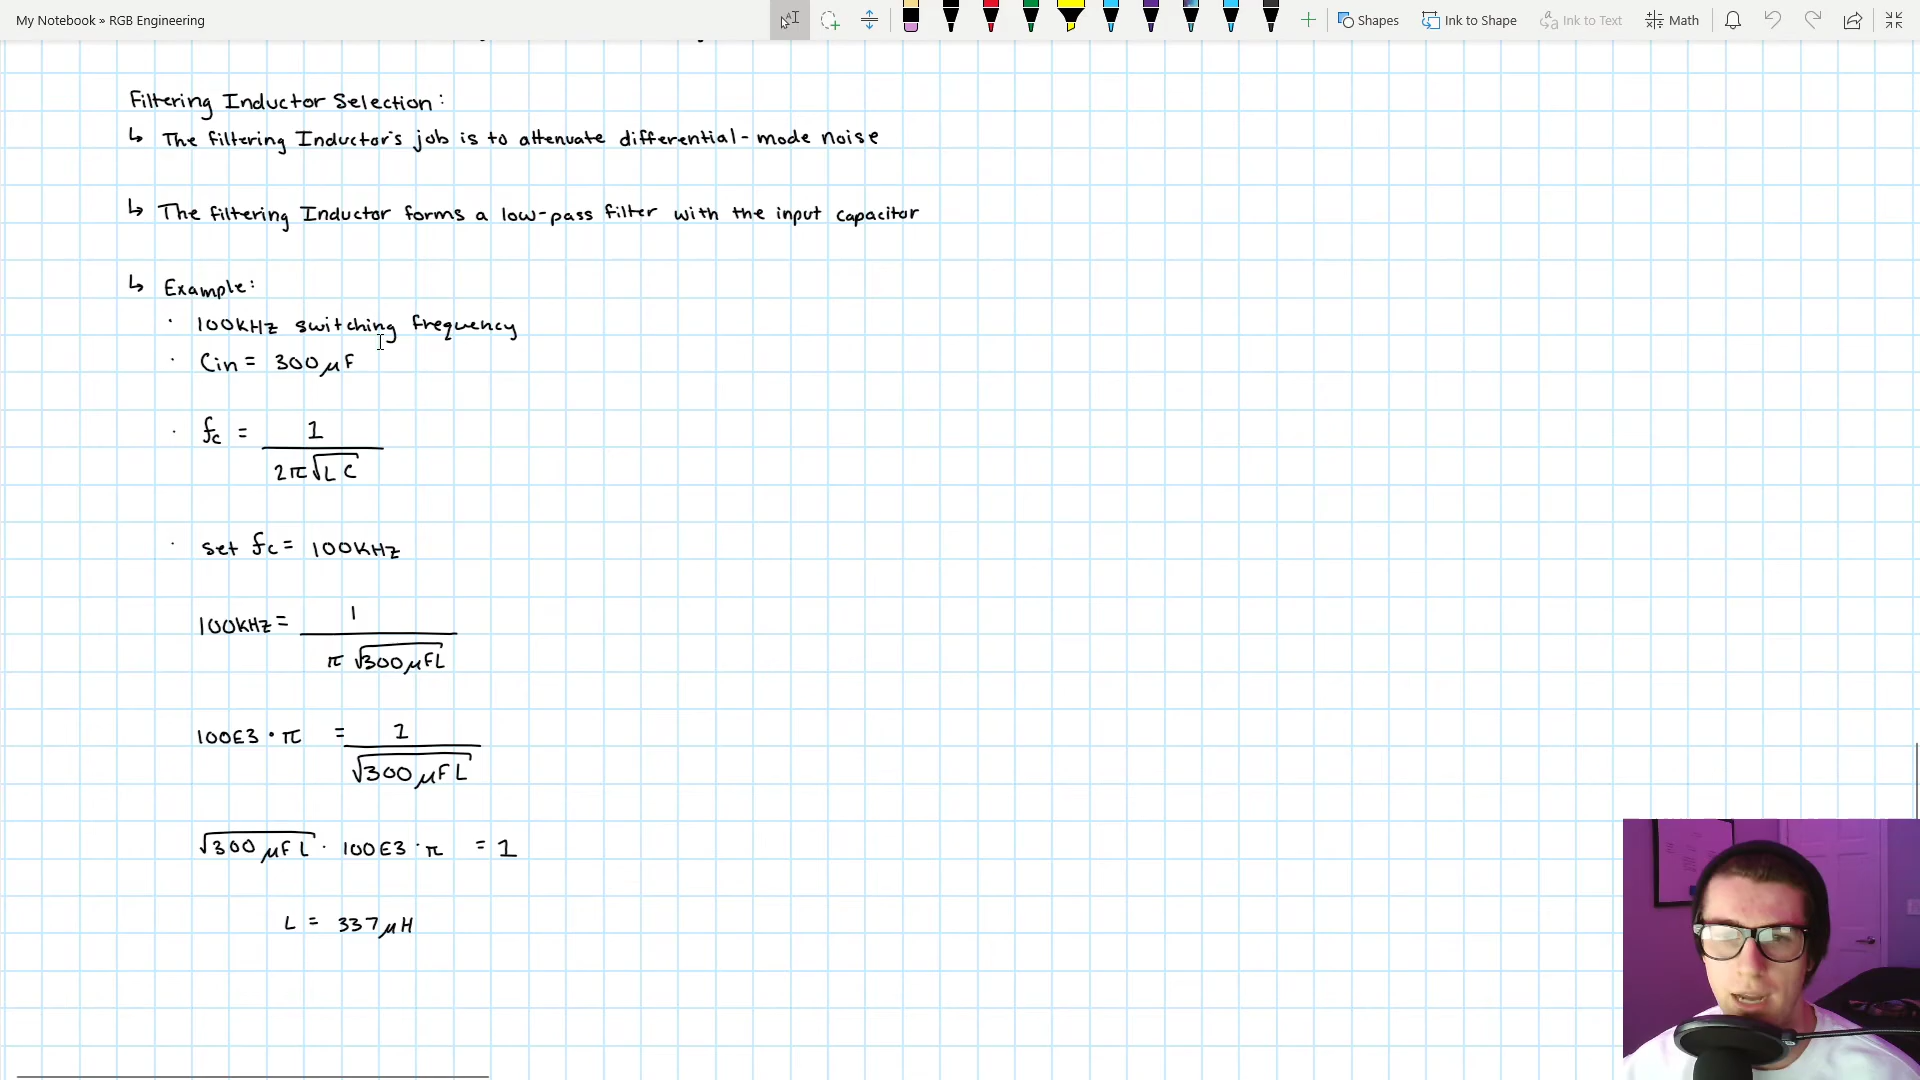 My Notebook » RGB Engineering
Shapes
Ink to Shape
Ink to Text
Math
Filtering Inductor Selection:
↳ The filtering Inductor's job is to attenuate differential-mode noise
↳ The filtering Inductor forms a low-pass filter with the input capacitor
↳ Example:
· 100KHz switching frequency
· Cin = 300μF
· fc = 1 / 2π√LC
· set fc = 100KHz
100KHz = 1 / π√300μFL
100E3 · π = 1 / √300μFL
√300μFL · 100E3 · π = 1
L = 337μH